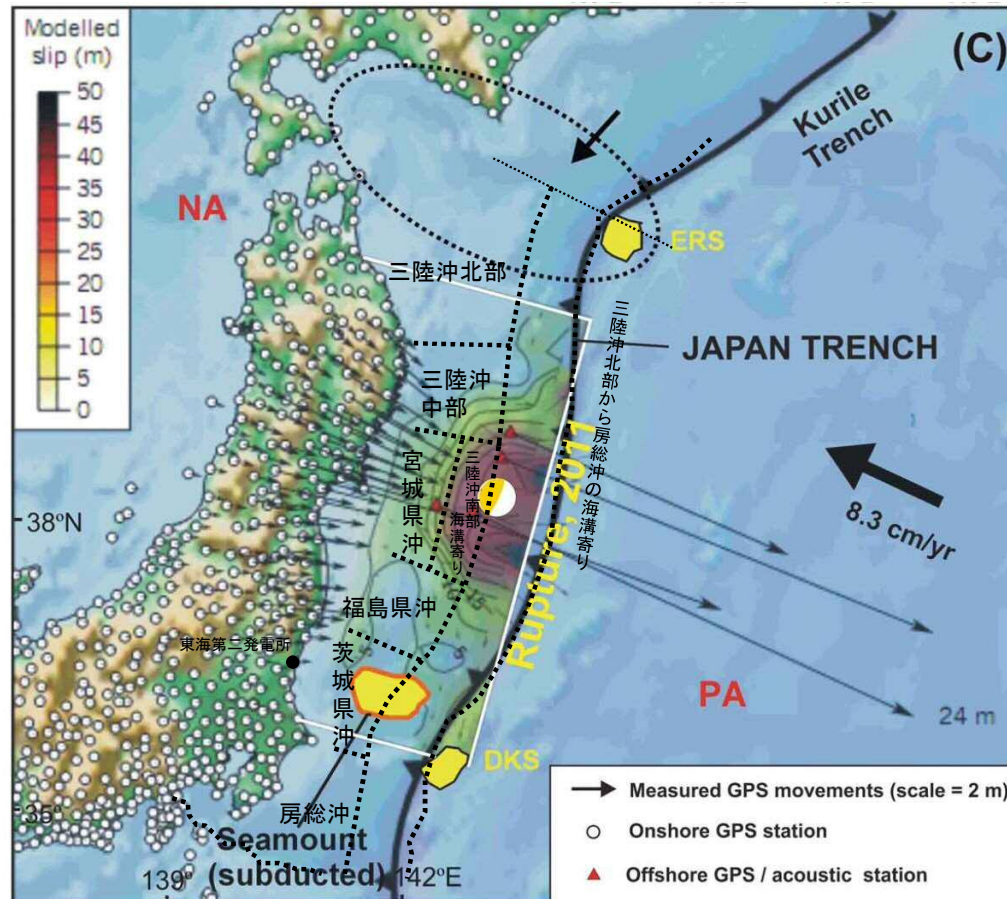 Modelled
slip (m)
50
45
40
35
30
25
20
15
10
5
0
(C)
Kurile
Trench
NA
ERS
三陸沖北部
JAPAN TRENCH
三陸沖北部から房総沖の海溝寄り
三陸沖
中部
Rupture, 2011
宮城県沖
三陸沖南部
海溝寄り
38ºN
8.3 cm/yr
福島県沖
東海第二発電所
茨城県沖
PA
24 m
DKS
35º
房総沖
Seamount
(subducted)
139º
142ºE
Measured GPS movements (scale = 2 m)
Onshore GPS station
Offshore GPS / acoustic station